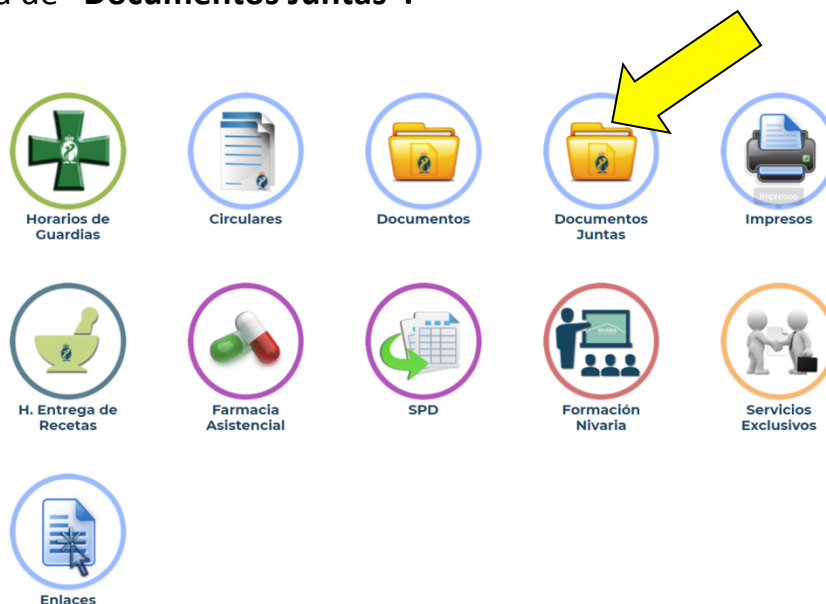 a de "Documentos Juntas".
Horarios de
Guardias
Circulares
Documentos
Documentos
Juntas
Impresos
Impresos
H. Entrega de
Recetas
Farmacia
Asistencial
SPD
Formación
Nivaria
Servicios
Exclusivos
Enlaces